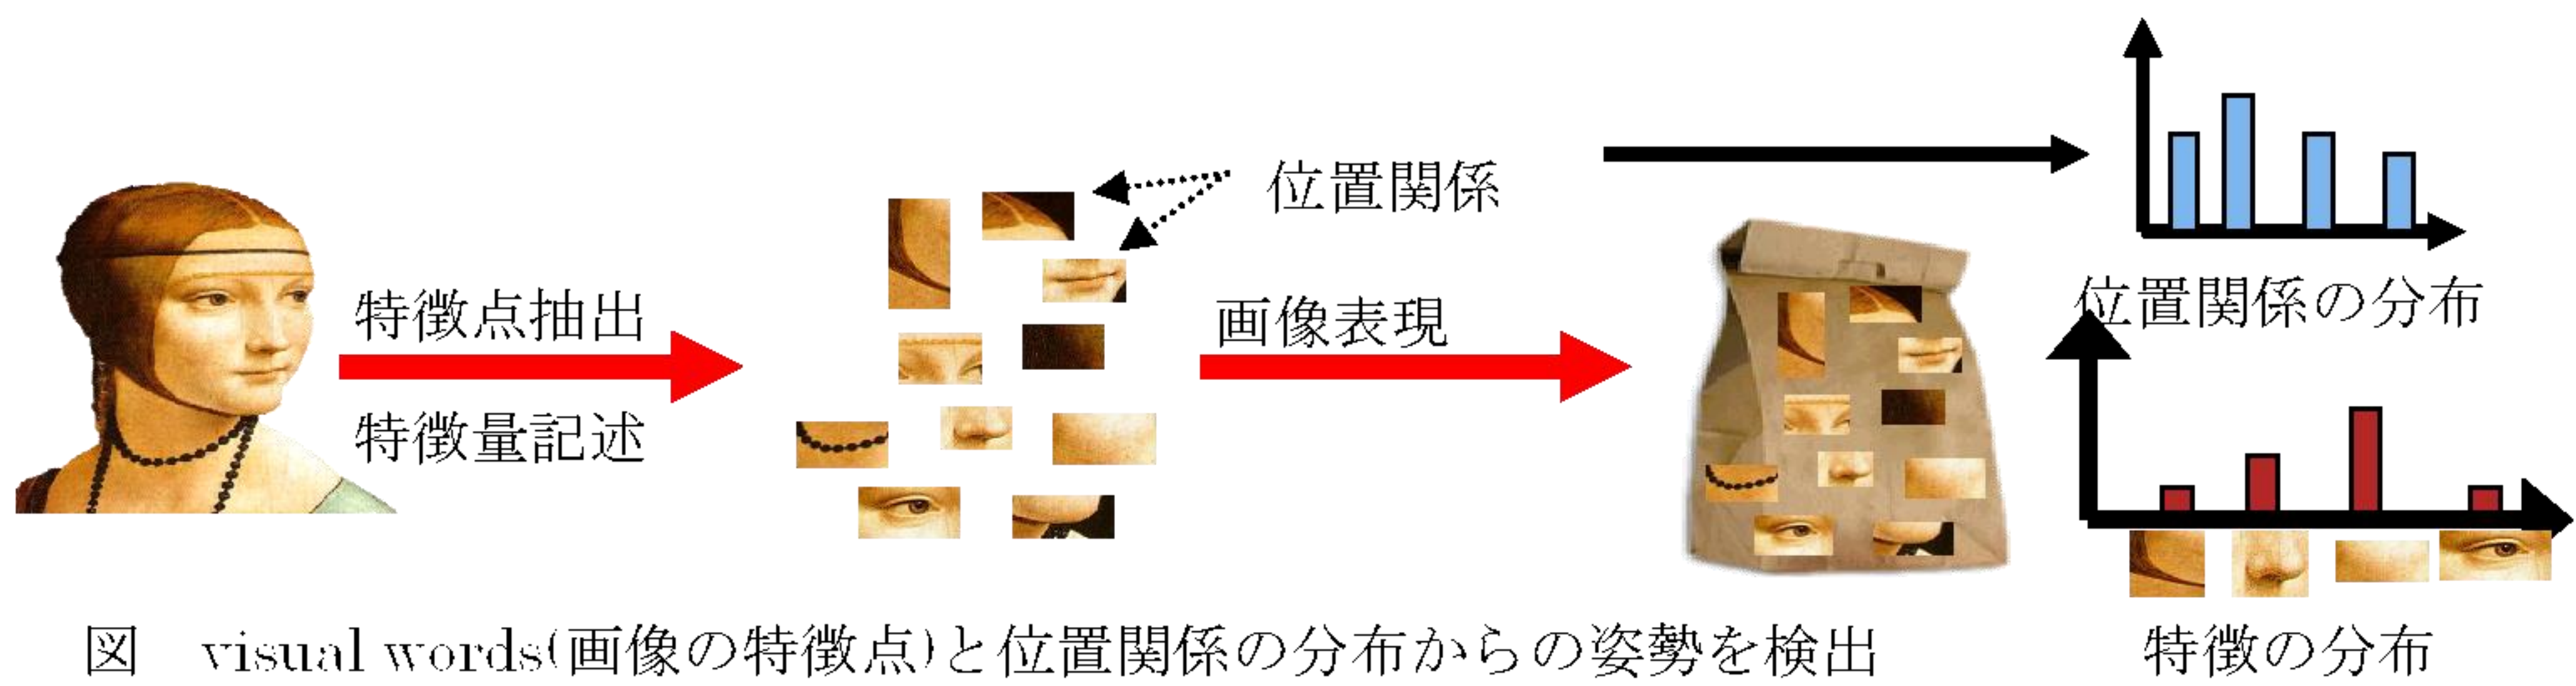 位置関係
特徴点抽出
特徴量記述
画像表現
位置関係の分布
特徴の分布
図　visual words(画像の特徴点)と位置関係の分布からの姿勢を検出